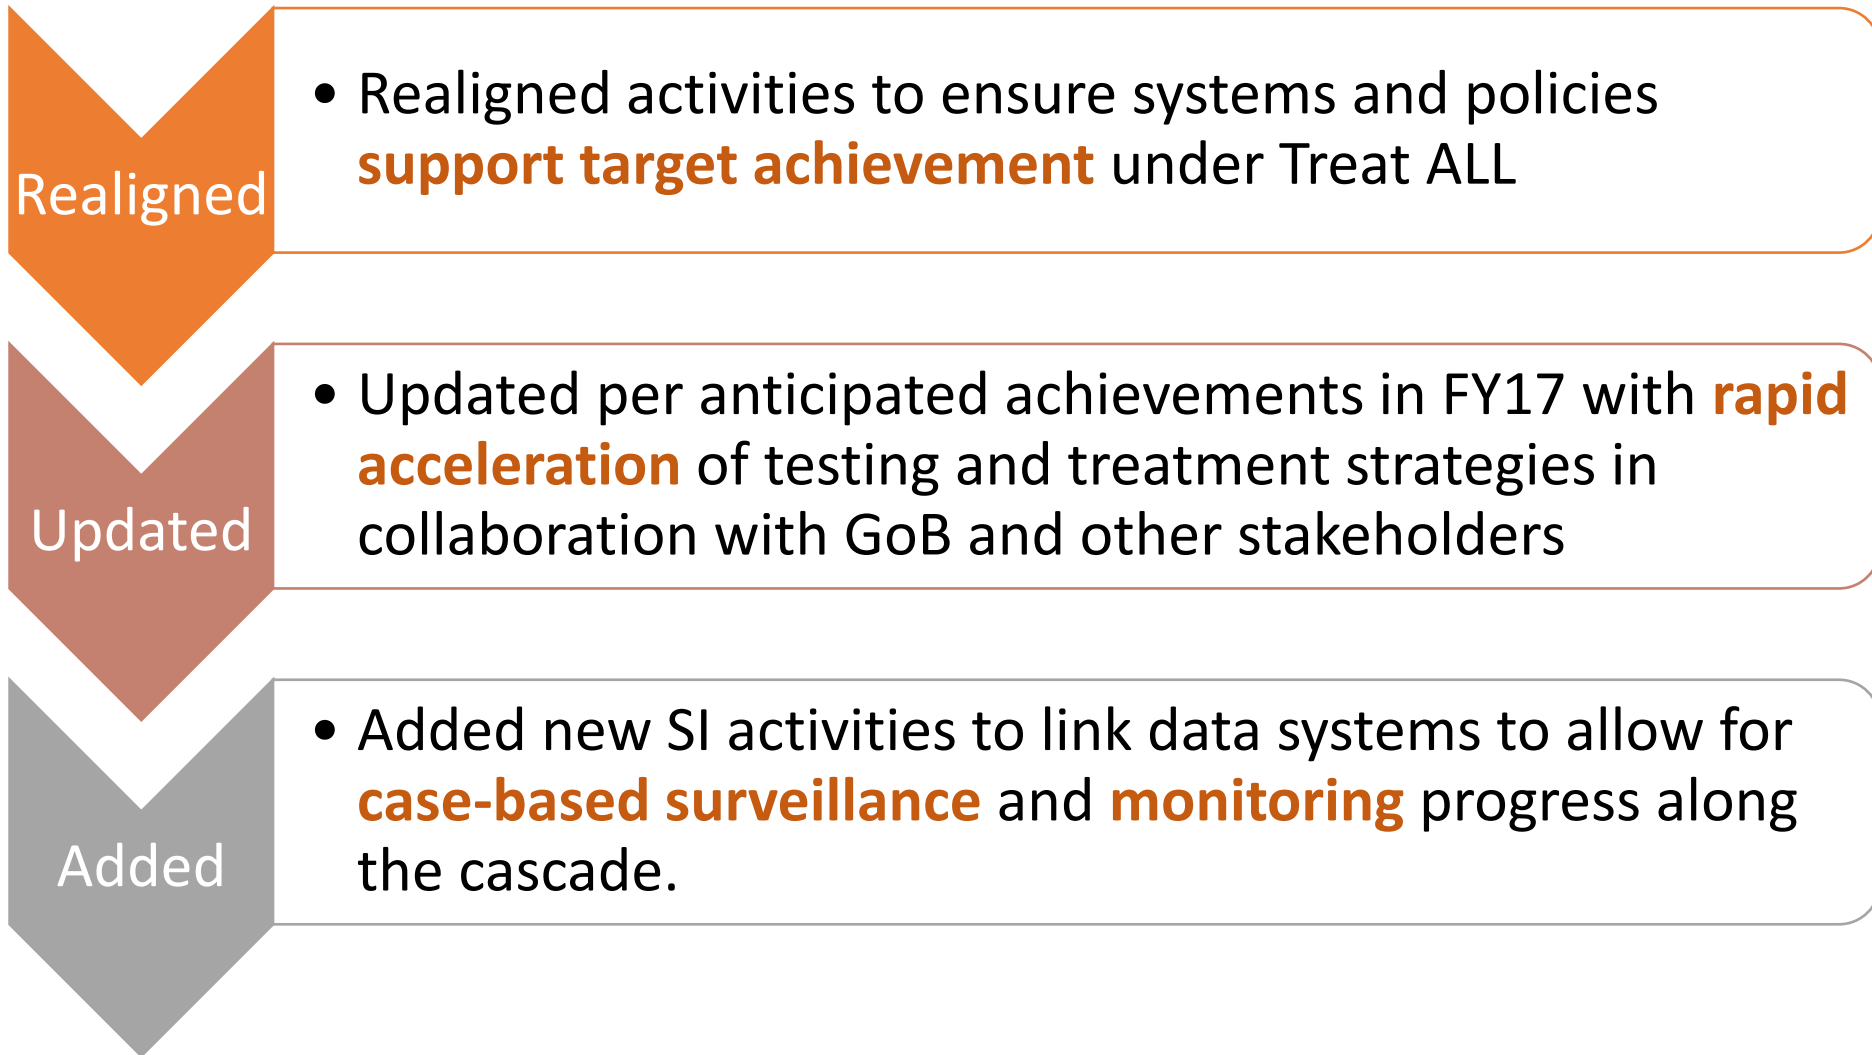 Realigned
• Realigned activities to ensure systems and policies
support target achievement under Treat ALL
Updated
• Updated per anticipated achievements in FY17 with rapid
acceleration of testing and treatment strategies in
collaboration with GoB and other stakeholders
Added
• Added new SI activities to link data systems to allow for
case-based surveillance and monitoring progress along
the cascade.